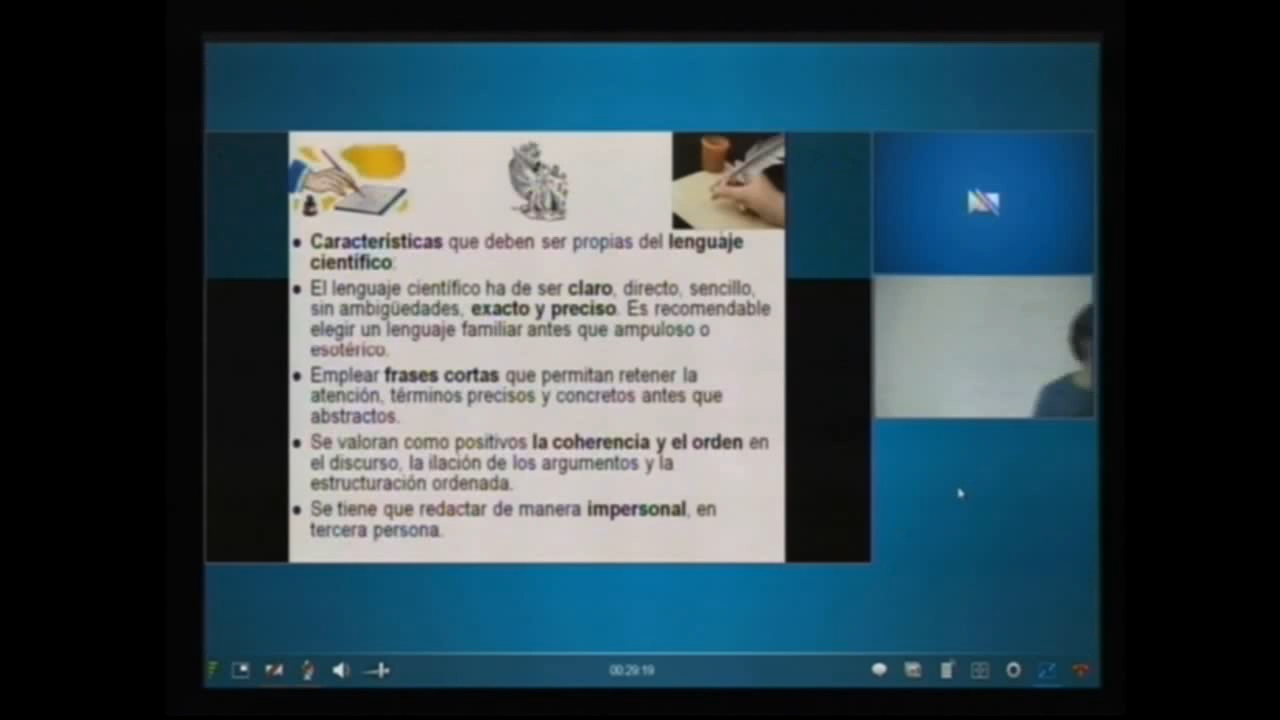 Características que deben ser propias del lenguaje
científico:
El lenguaje científico ha de ser claro, directo, sencillo,
sin ambigüedades, exacto y preciso. Es recomendable
elegir un lenguaje familiar antes que ampuloso o
esotérico.
Emplear frases cortas que permitan retener la
atención, términos precisos y concretos antes que
abstractos.
Se valoran como positivos la coherencia y el orden en
el discurso, la ilación de los argumentos y la
estructuración ordenada.
Se tiene que redactar de manera impersonal, en
tercera persona.
00:29:19